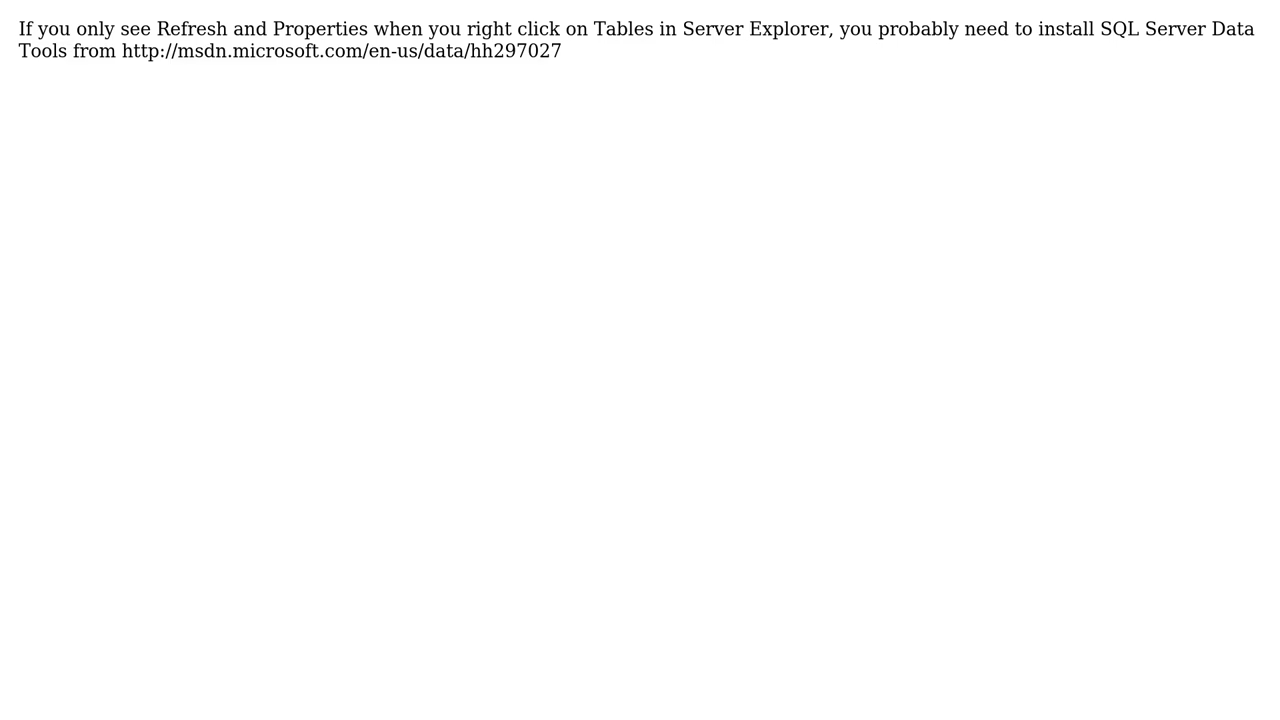 If you only see Refresh and Properties when you right click on Tables in Server Explorer, you probably need to install SQL Server Data
Tools from http://msdn.microsoft.com/en-us/data/hh297027